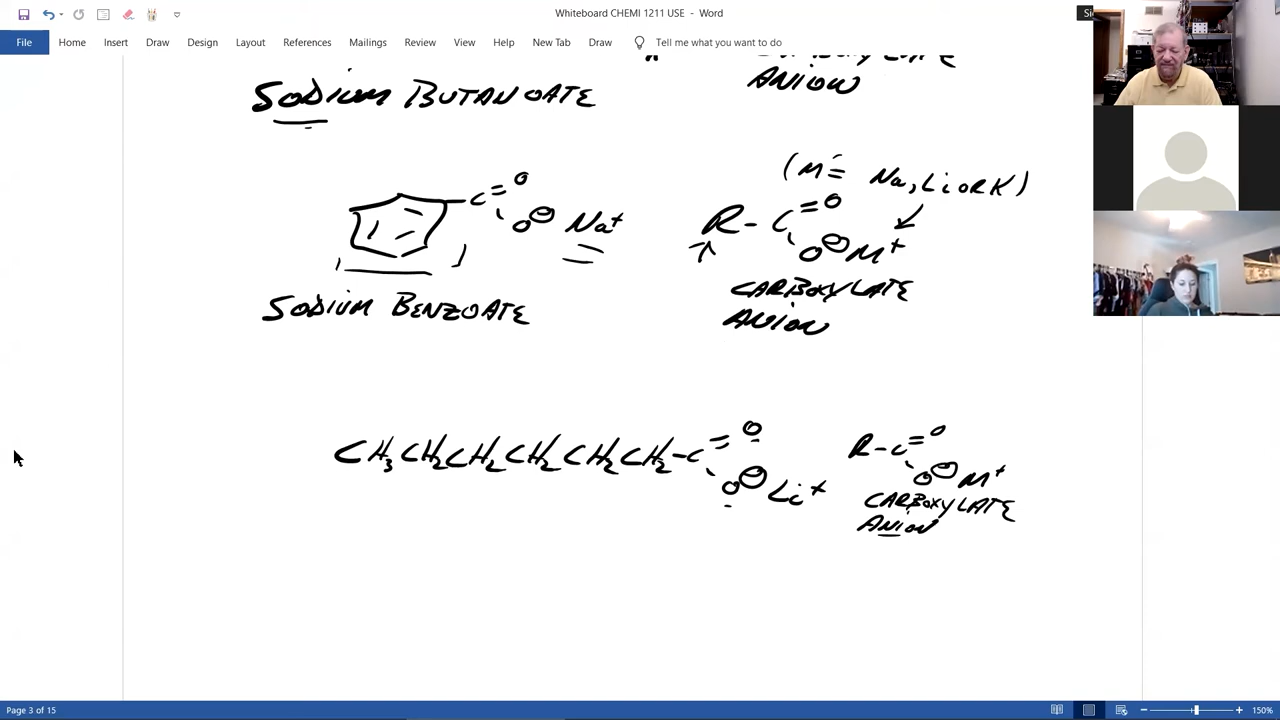 Whiteboard CHEMI 1211 USE - Word
File Home Insert Draw Design Layout References Mailings Review View New Tab Draw Tell me what you want to do
ANION
SODIUM BUTANOATE
(M = Na, Li OR K)
C = O
O⊖ Na+
R - C = O
O⊖ M+
CARBOXYLATE
ANION
SODIUM BENZOATE
CH3CH2CH2CH2CH2CH2-C = O
O⊖ Li+
R-C = O
O⊖ M+
CARBOXYLATE
ANION
Page 3 of 15
150%